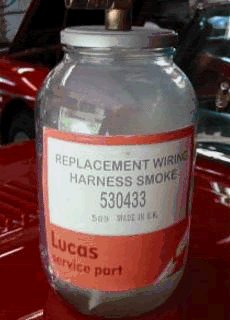 REPLACEMENT WIRING
HARNESS SMOKE
530433
MADE IN U.K.
Lucas
service part